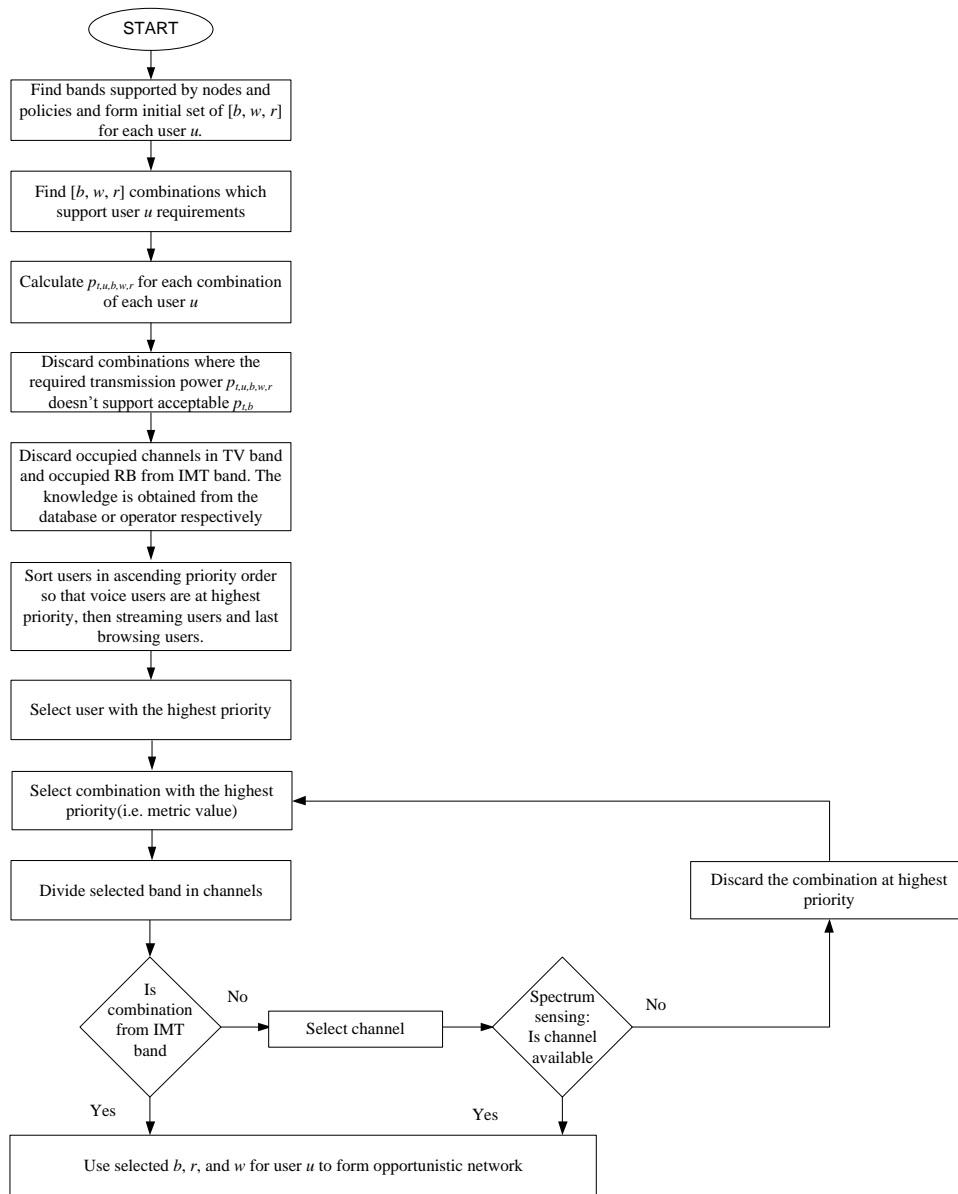 START
Find bands supported by nodes and
policies and form initial set of [b, w, r]
for each user u.
Find [b, w, r] combinations which
support user u requirements
Calculate p_{t,u,b,w,r} for each combination
of each user u
Discard combinations where the
required transmission power p_{t,u,b,w,r}
doesn’t support acceptable p_{t,b}
Discard occupied channels in TV band
and occupied RB from IMT band. The
knowledge is obtained from the
database or operator respectively
Sort users in ascending priority order
so that voice users are at highest
priority, then streaming users and last
browsing users.
Select user with the highest priority
Select combination with the highest
priority(i.e. metric value)
Divide selected band in channels
Discard the combination at highest
priority
Is
combination
from IMT
band
No
Select channel
Spectrum
sensing:
Is channel
available
No
Yes
Yes
Use selected b, r, and w for user u to form opportunistic network